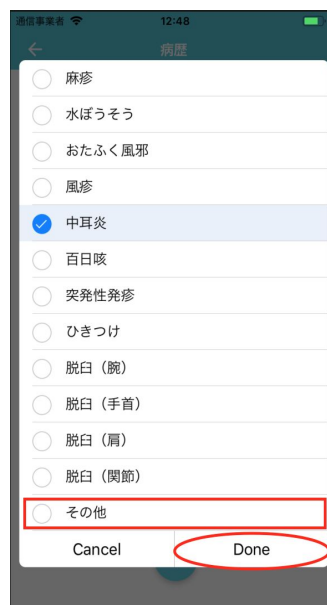 通信事業者 12:48
病歴
麻疹
水ぼうそう
おたふく風邪
風疹
中耳炎
百日咳
突発性発疹
ひきつけ
脱臼（腕）
脱臼（手首）
脱臼（肩）
脱臼（関節）
その他
Cancel Done